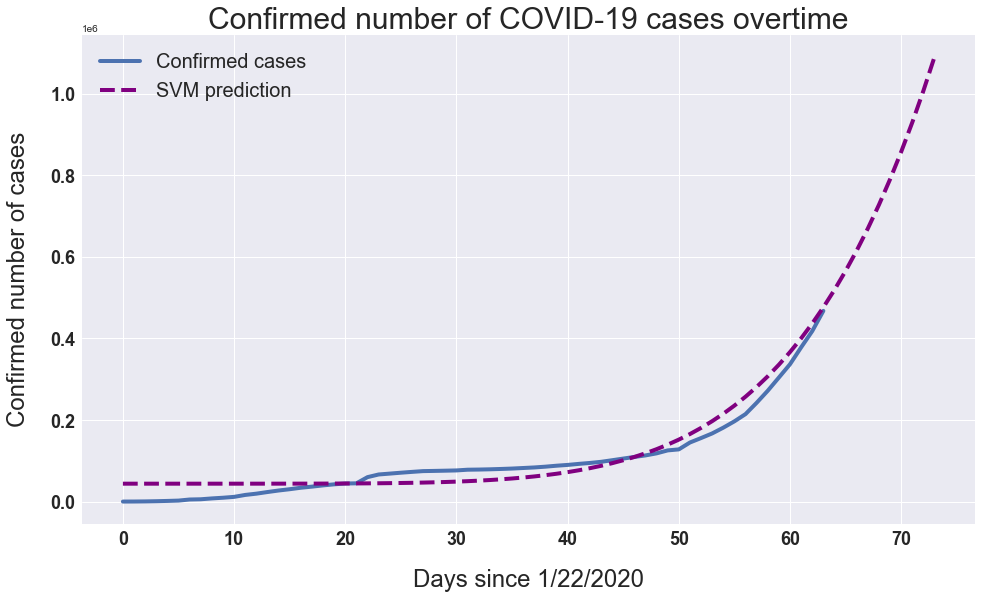 Confirmed number of COVID-19 cases overtime
1e6
Confirmed cases
SVM prediction
1.0
0.8
0.6
0.4
0.2
0.0
Confirmed number of cases
0 10 20 30 40 50 60 70
Days since 1/22/2020